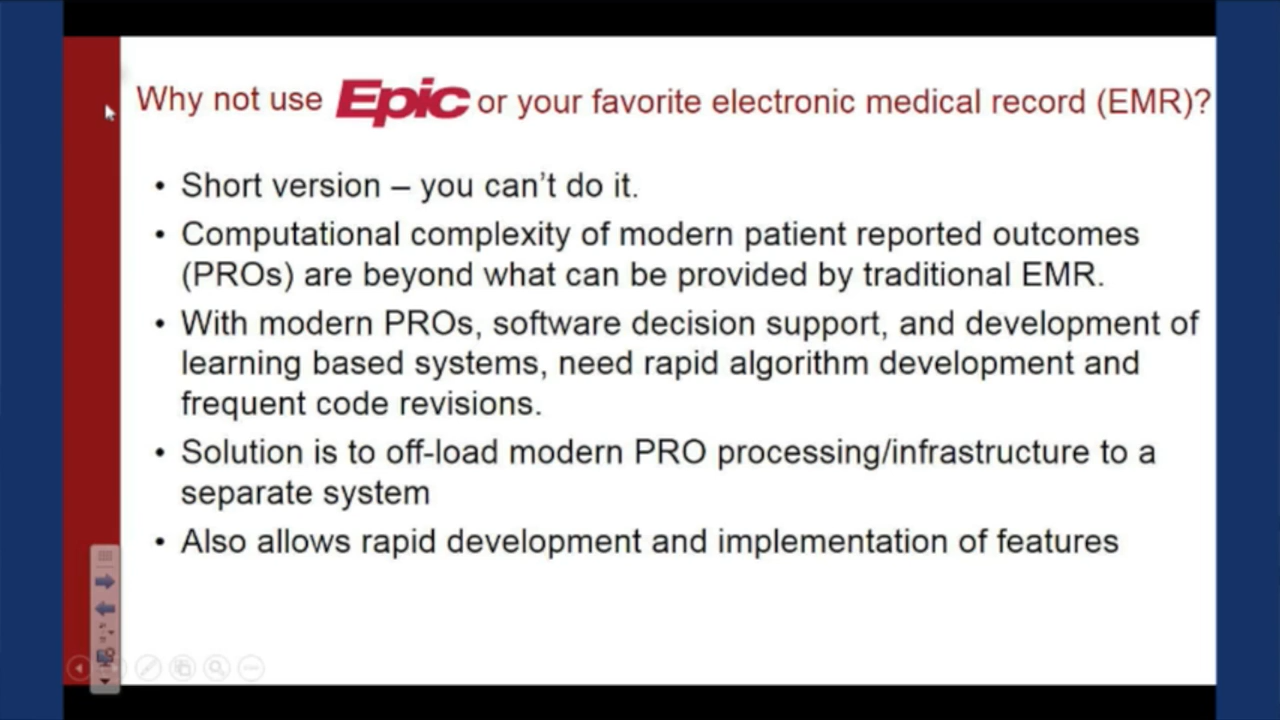 Why not use Epic or your favorite electronic medical record (EMR)?
• Short version – you can’t do it.
• Computational complexity of modern patient reported outcomes
(PROs) are beyond what can be provided by traditional EMR.
• With modern PROs, software decision support, and development of
learning based systems, need rapid algorithm development and
frequent code revisions.
• Solution is to off-load modern PRO processing/infrastructure to a
separate system
• Also allows rapid development and implementation of features